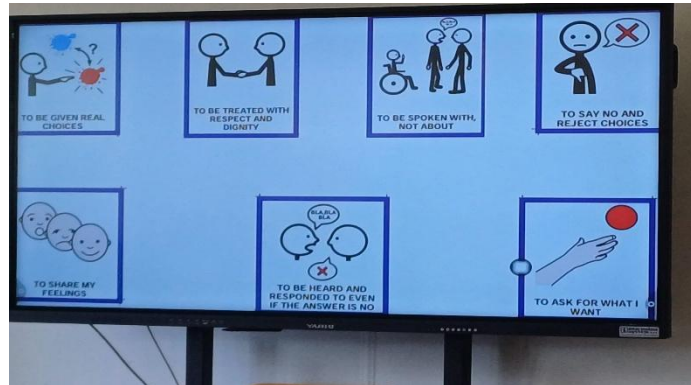 ?
TO BE GIVEN REAL
CHOICES
TO BE TREATED WITH
RESPECT AND
DIGNITY
TO BE SPOKEN WITH,
NOT ABOUT
TO SAY NO AND
REJECT CHOICES
TO SHARE MY
FEELINGS
BLA,BLA
BLA
TO BE HEARD AND
RESPONDED TO EVEN
IF THE ANSWER IS NO
TO ASK FOR WHAT I
WANT